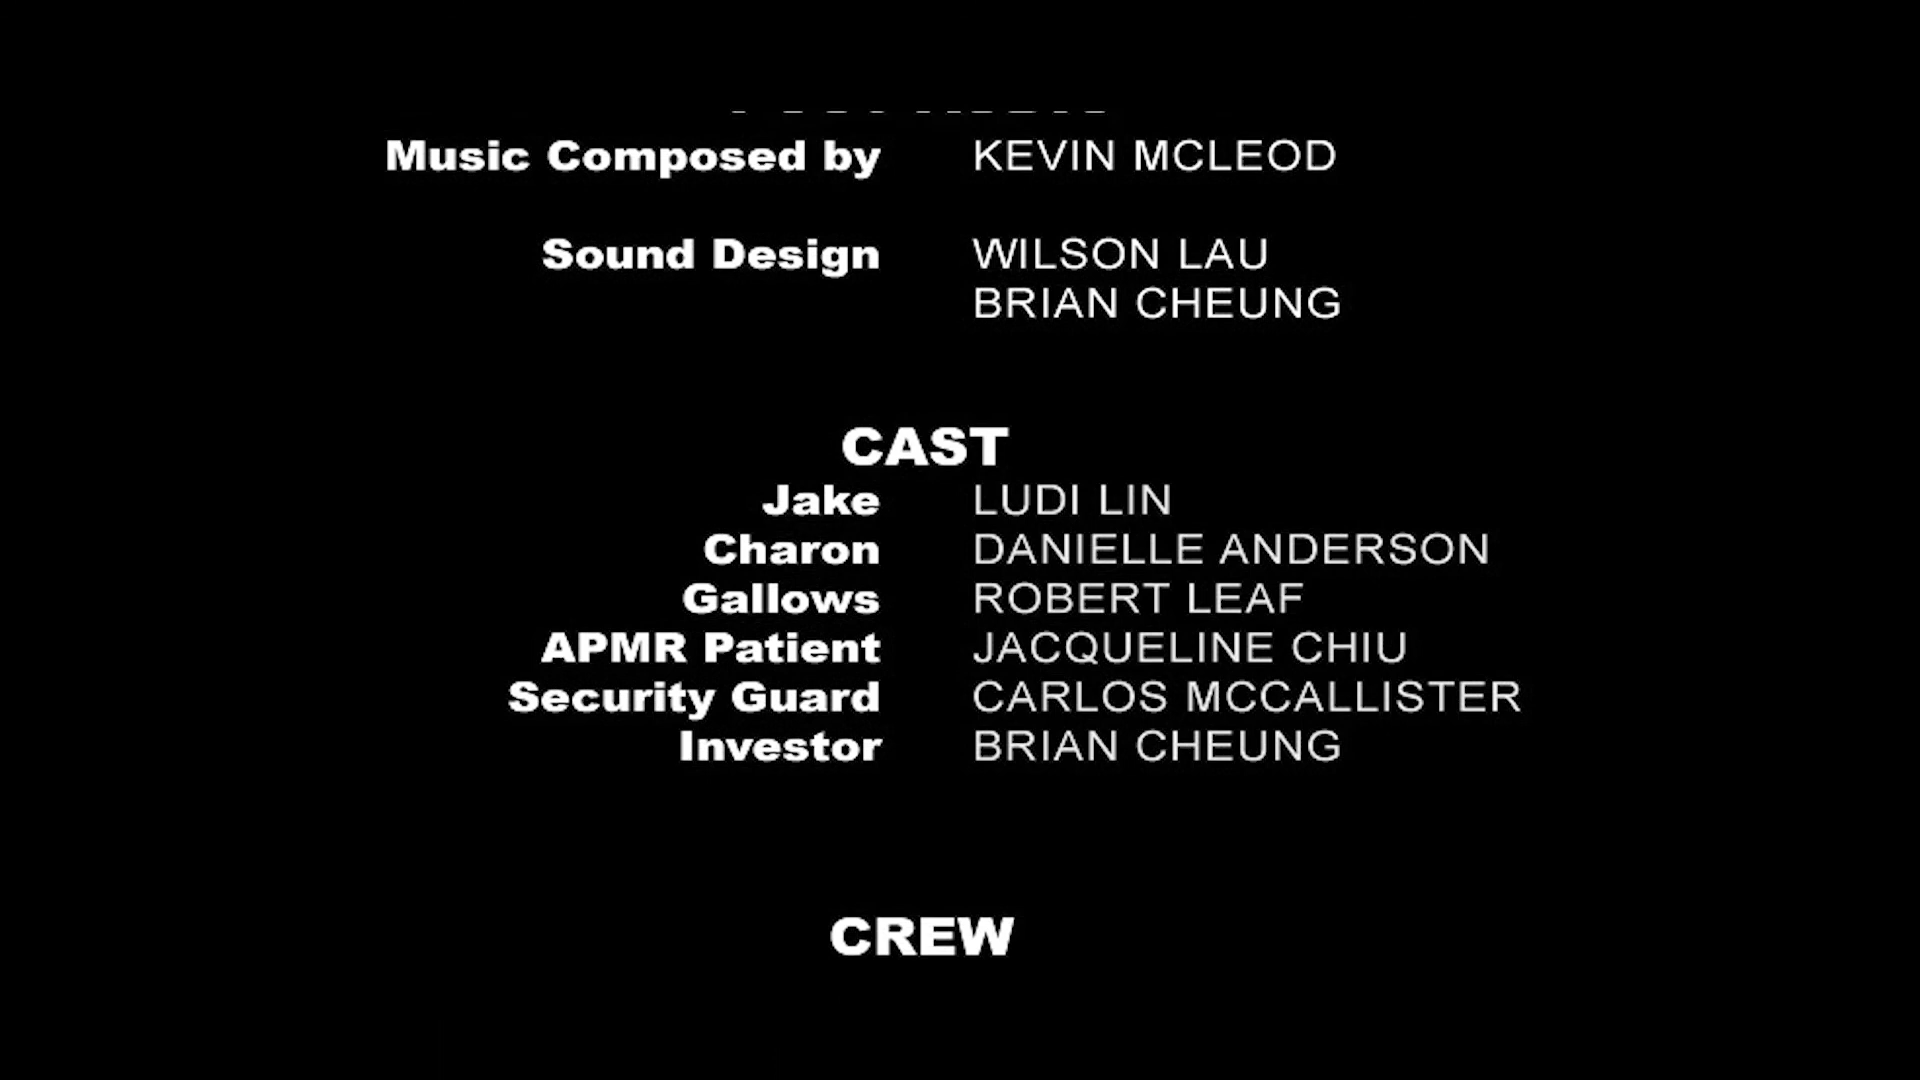 Music Composed by KEVIN MCLEOD
Sound Design WILSON LAU
BRIAN CHEUNG
CAST
Jake LUDI LIN
Charon DANIELLE ANDERSON
Gallows ROBERT LEAF
APMR Patient JACQUELINE CHIU
Security Guard CARLOS MCCALLISTER
Investor BRIAN CHEUNG
CREW